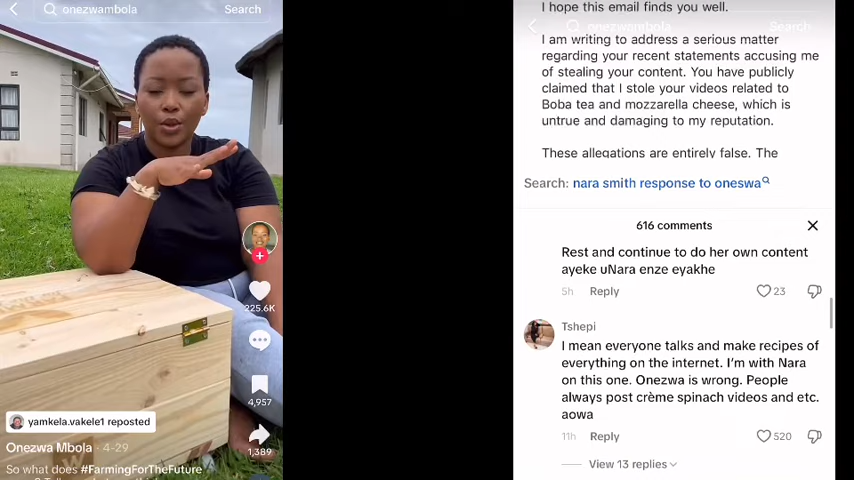 onezwambola
Search
225.6K
4,957
yamkela.vakele1 reposted
Onezwa Mbola · 4-29
1,389
So what does #FarmingForTheFuture
I hope this email finds you well.
onezwambola
Search
I am writing to address a serious matter
regarding your recent statements accusing me
of stealing your content. You have publicly
claimed that I stole your videos related to
Boba tea and mozzarella cheese, which is
untrue and damaging to my reputation.
These allegations are entirely false. The
Search: nara smith response to oneswa
616 comments
Rest and continue to do her own content
ayeke uNara enze eyakhe
5h Reply
23
Tshepi
I mean everyone talks and make recipes of
everything on the internet. I'm with Nara
on this one. Onezwa is wrong. People
always post crème spinach videos and etc.
aowa
11h Reply
520
View 13 replies